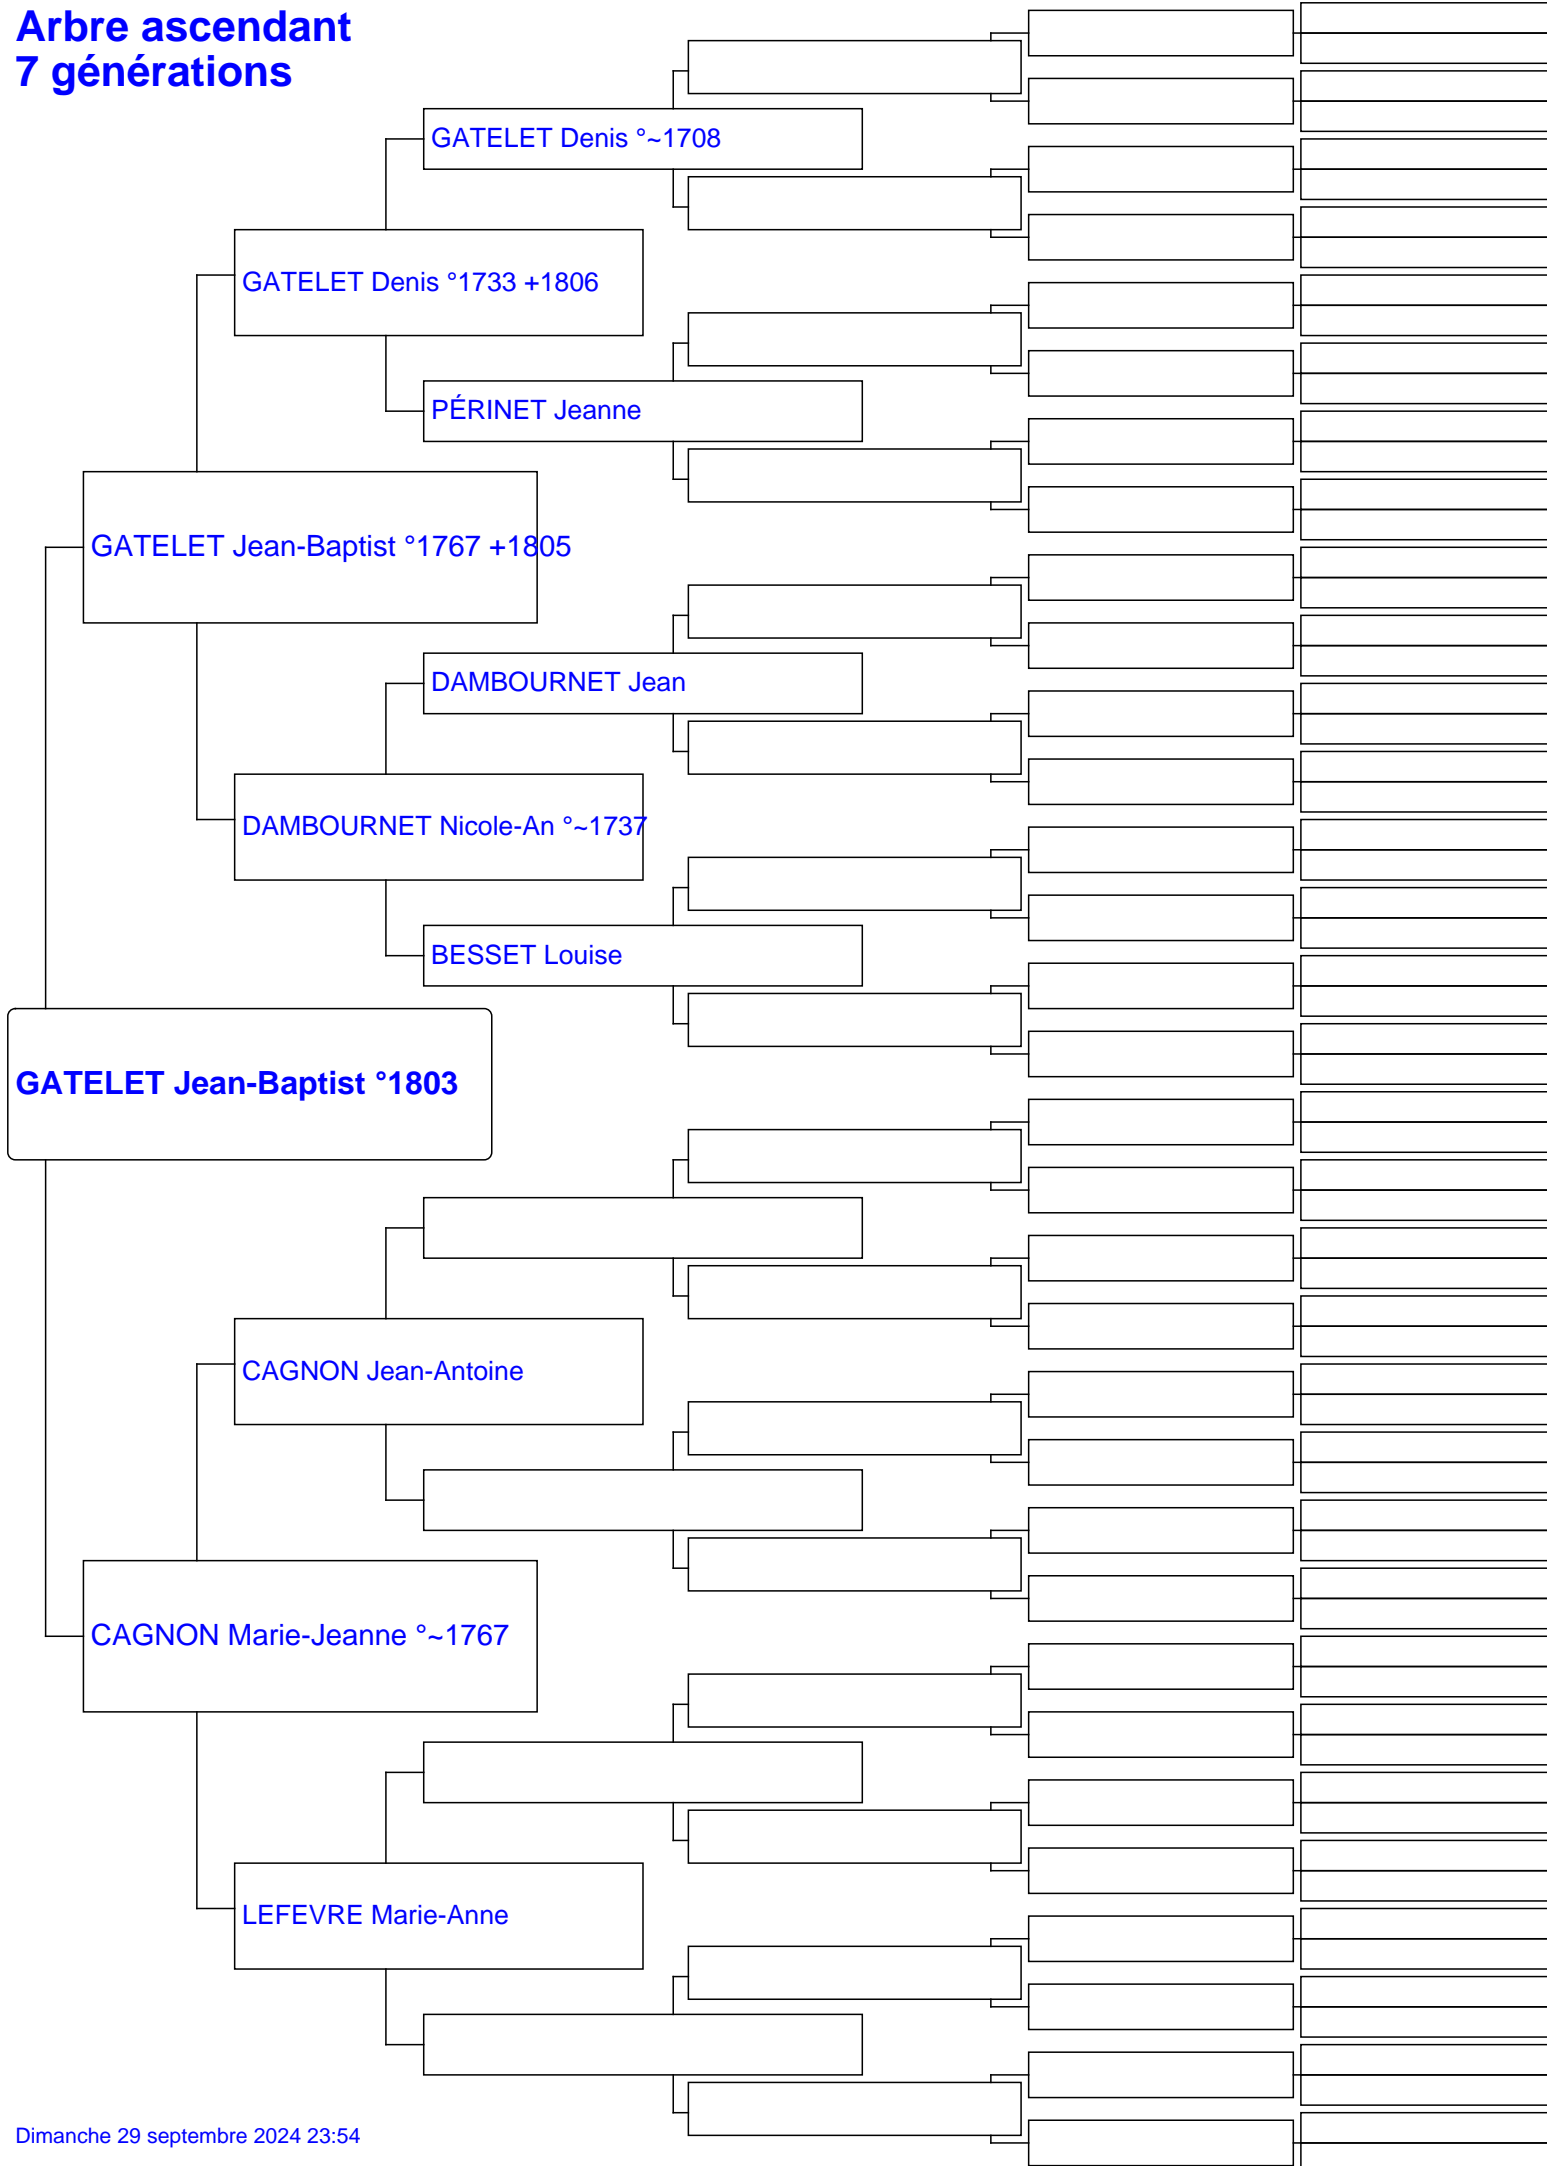 Arbre ascendant
7 générations
GATELET Denis °~1708
GATELET Denis °1733 +1806
PÉRINET Jeanne
GATELET Jean-Baptist °1767 +1805
DAMBOURNET Jean
DAMBOURNET Nicole-An °~1737
BESSET Louise
GATELET Jean-Baptist °1803
CAGNON Jean-Antoine
CAGNON Marie-Jeanne °~1767
LEFEVRE Marie-Anne
Dimanche 29 septembre 2024 23:54